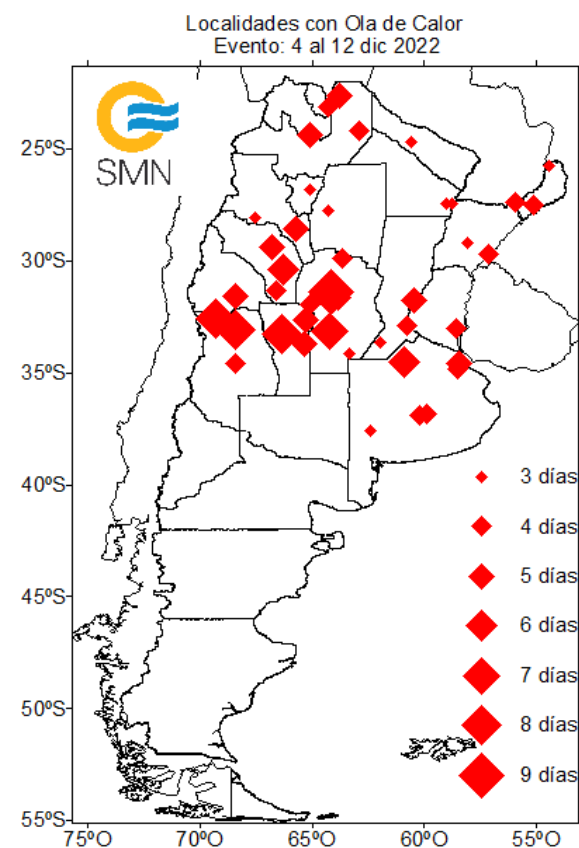 Localidades con Ola de Calor
Evento: 4 al 12 dic 2022
SMN
25ºS
30ºS
35ºS
40ºS
45ºS
50ºS
55ºS
3 días
4 días
5 días
6 días
7 días
8 días
9 días
75ºO
70ºO
65ºO
60ºO
55ºO